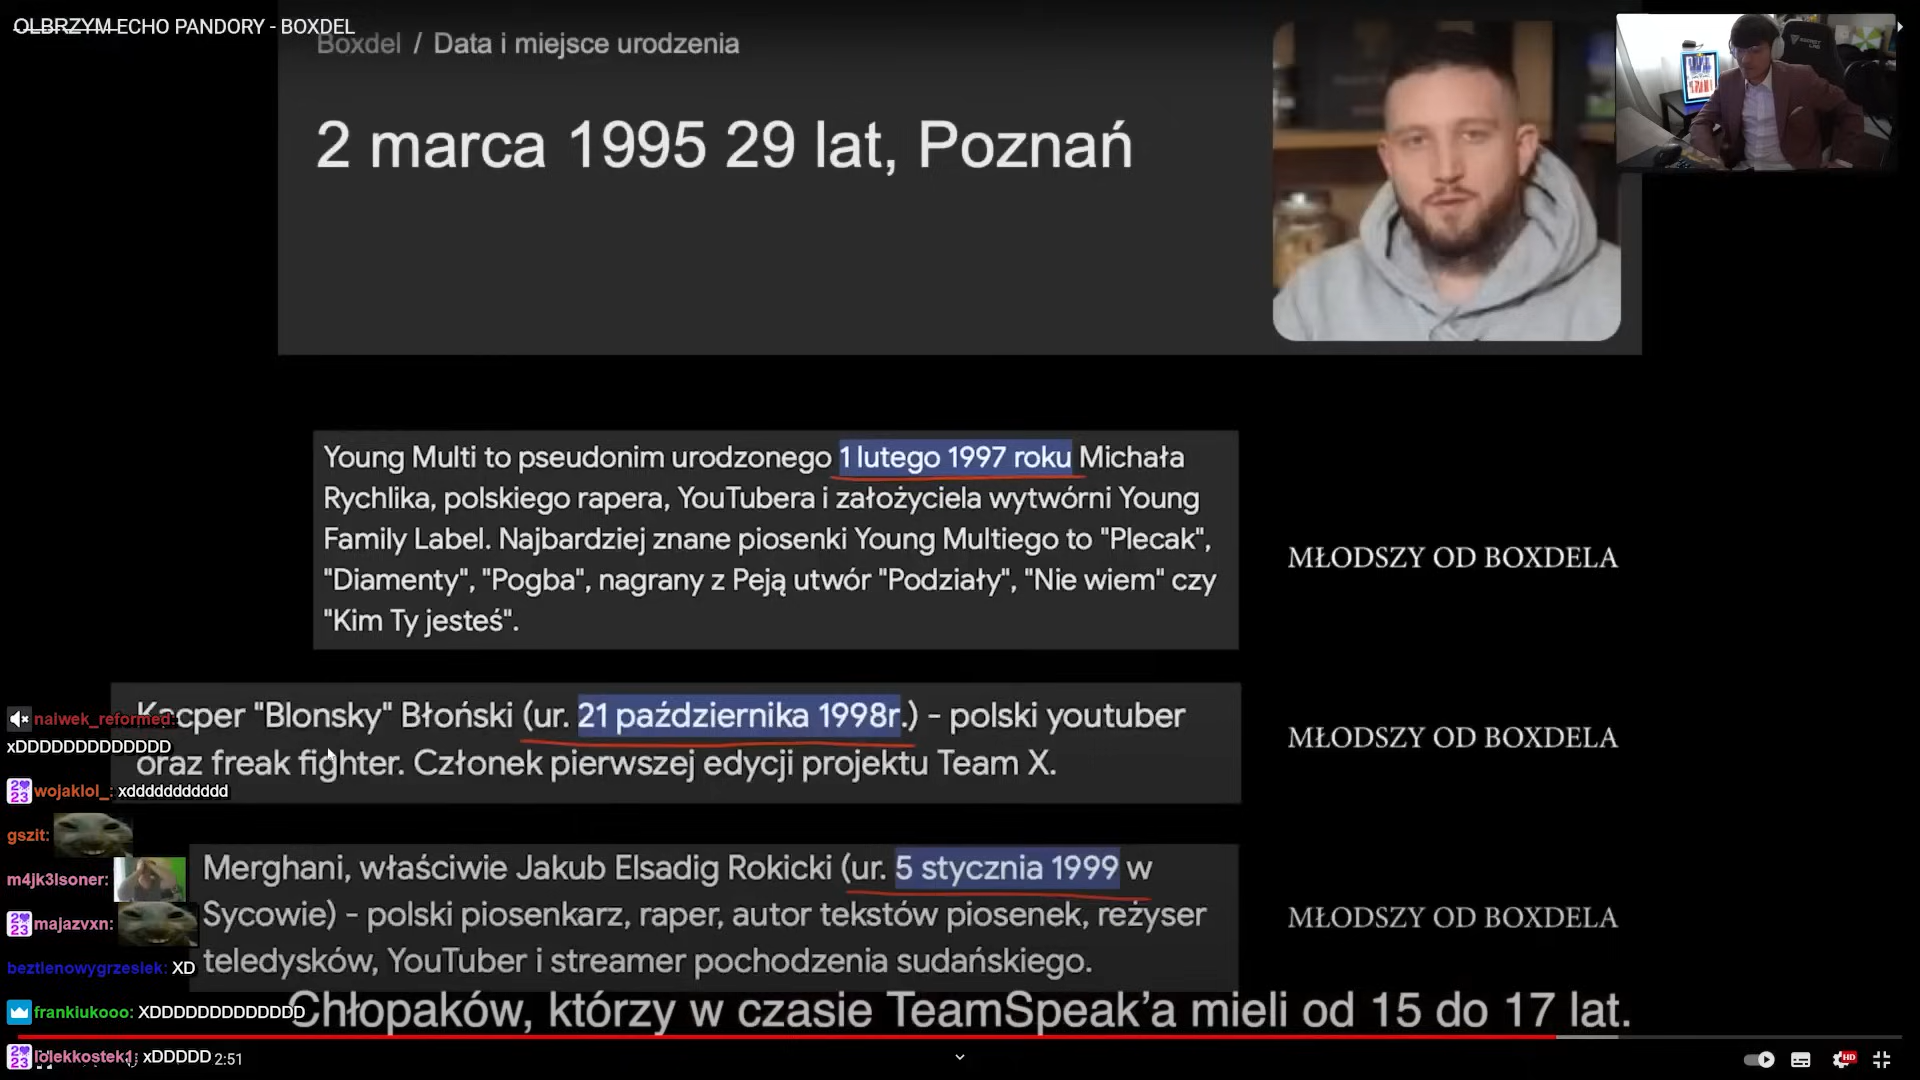 OLBRZYM ECHO PANDORY - BOXDEL
Boxdel / Data i miejsce urodzenia
2 marca 1995 29 lat, Poznań
Young Multi to pseudonim urodzonego 1 lutego 1997 roku Michała
Rychlika, polskiego rapera, YouTubera i założyciela wytwórni Young
Family Label. Najbardziej znane piosenki Young Multiego to "Plecak",
"Diamenty", "Pogba", nagrany z Peją utwór "Podziały", "Nie wiem" czy
"Kim Ty jesteś".
MŁODSZY OD BOXDELA
Kacper "Blonsky" Błoński (ur. 21 października 1998r.) - polski youtuber
oraz freak fighter. Członek pierwszej edycji projektu Team X.
MŁODSZY OD BOXDELA
Merghani, właściwie Jakub Elsadig Rokicki (ur. 5 stycznia 1999 w
Sycowie) - polski piosenkarz, raper, autor tekstów piosenek, reżyser
teledysków, YouTuber i streamer pochodzenia sudańskiego.
MŁODSZY OD BOXDELA
Chłopaków, którzy w czasie TeamSpeak'a mieli od 15 do 17 lat.
naiwek_reformed:
xDDDDDDDDDDDDD
wojaklol_: xddddddddddd
gszit:
m4jk3lsoner:
majazvxn:
beztlenowygrzesiek: XD
frankiukooo: XDDDDDDDDDDDDD
lolekkostek1: xDDDDD
2:51
HD